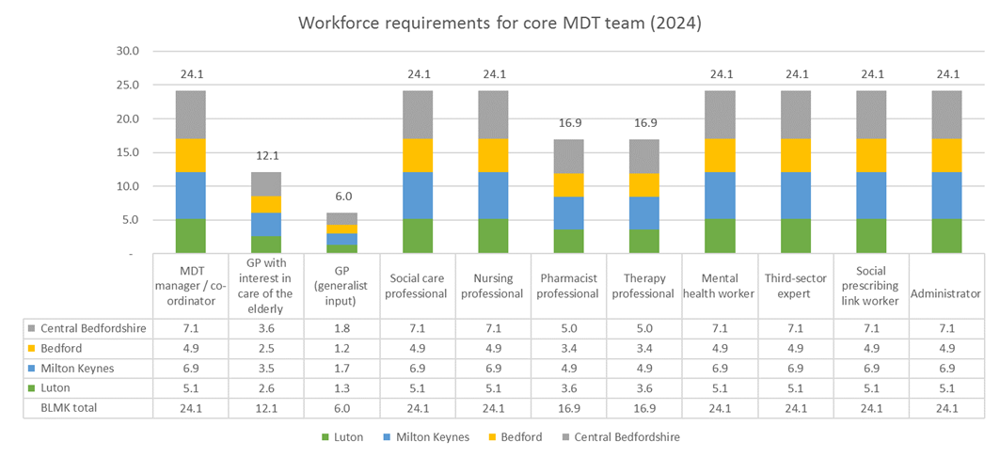 Workforce requirements for core MDT team (2024)
30.0
25.0
20.0
15.0
10.0
5.0
-
24.1 12.1 6.0 24.1 24.1 16.9 16.9 24.1 24.1 24.1 24.1
MDT
manager / co-
ordinator
GP with
interest in
care of the
elderly
GP
(generalist
input)
Social care
professional
Nursing
professional
Pharmacist
professional
Therapy
professional
Mental
health worker
Third-sector
expert
Social
prescribing
link worker
Administrator
Central Bedfordshire 7.1 3.6 1.8 7.1 7.1 5.0 5.0 7.1 7.1 7.1 7.1
Bedford 4.9 2.5 1.2 4.9 4.9 3.4 3.4 4.9 4.9 4.9 4.9
Milton Keynes 6.9 3.5 1.7 6.9 6.9 4.9 4.9 6.9 6.9 6.9 6.9
Luton 5.1 2.6 1.3 5.1 5.1 3.6 3.6 5.1 5.1 5.1 5.1
BLMK total 24.1 12.1 6.0 24.1 24.1 16.9 16.9 24.1 24.1 24.1 24.1
Luton Milton Keynes Bedford Central Bedfordshire